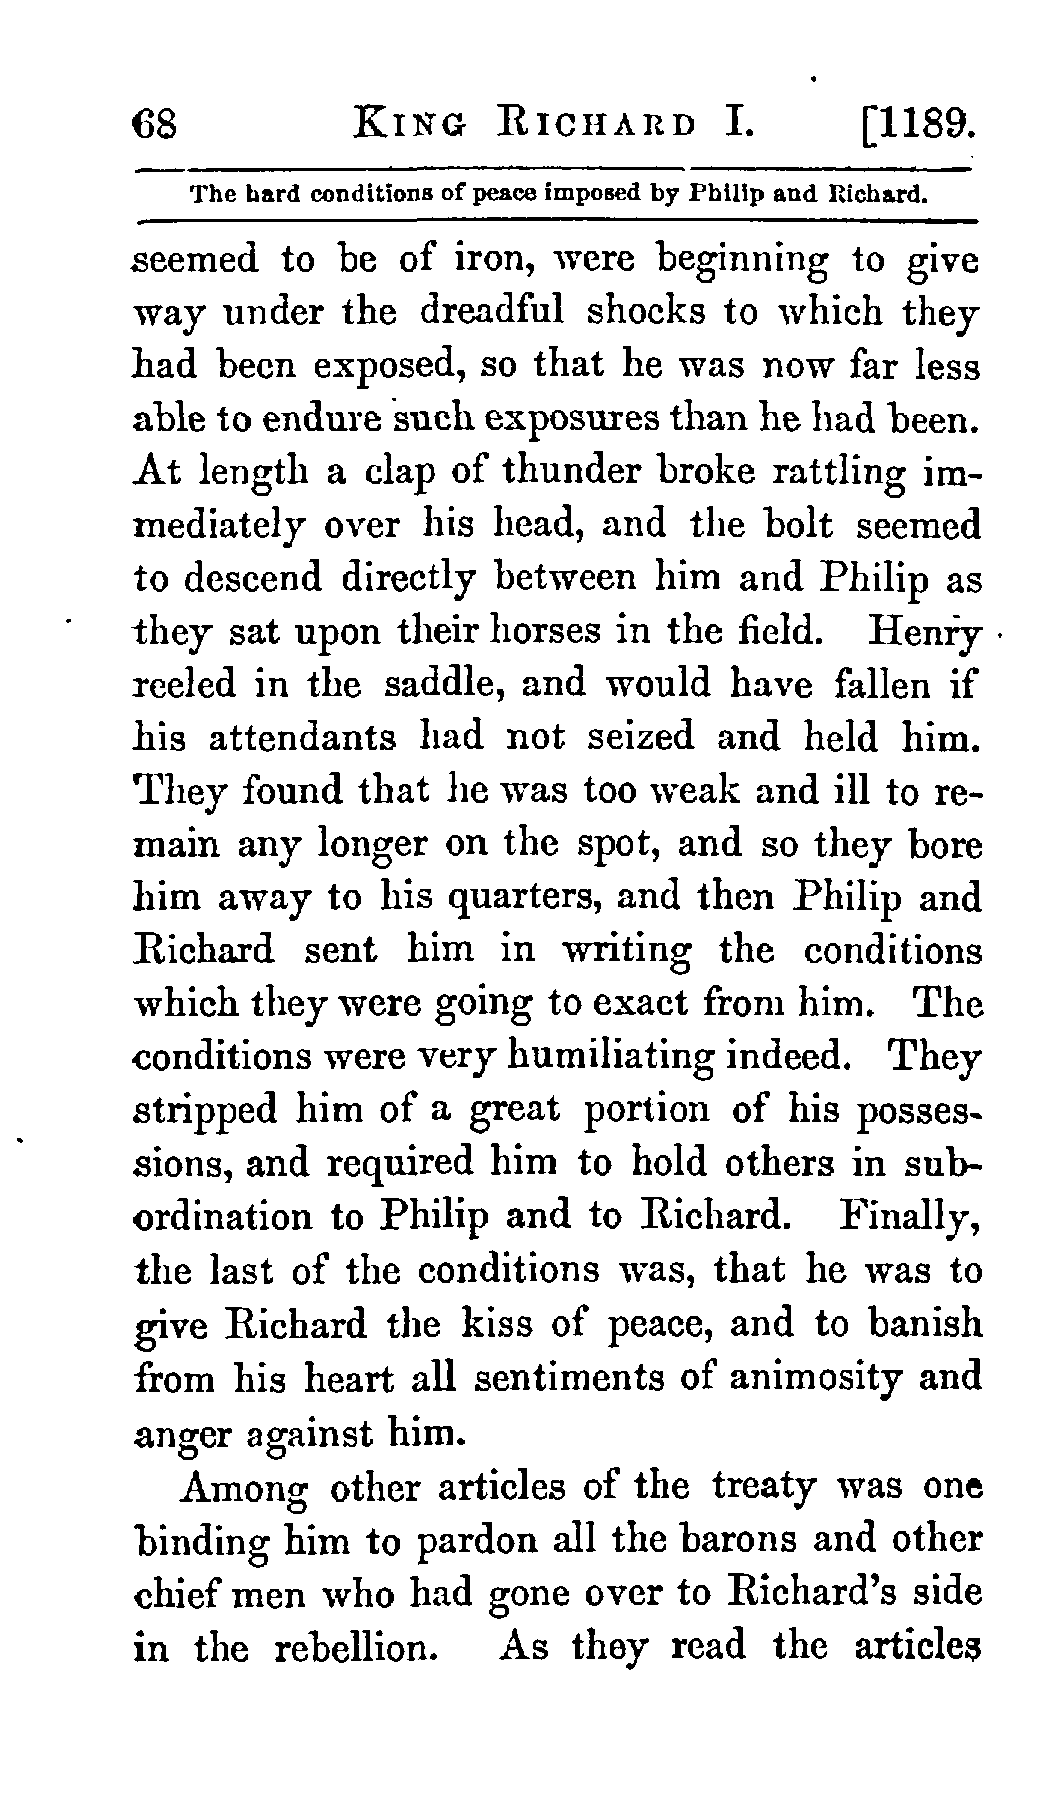 68 KING RICHARD I. [1189.
The hard conditions of peace imposed by Philip and Richard.
seemed to be of iron, were beginning to give
way under the dreadful shocks to which they
had been exposed, so that he was now far less
able to endure such exposures than he had been.
At length a clap of thunder broke rattling im-
mediately over his head, and the bolt seemed
to descend directly between him and Philip as
they sat upon their horses in the field. Henry
reeled in the saddle, and would have fallen if
his attendants had not seized and held him.
They found that he was too weak and ill to re-
main any longer on the spot, and so they bore
him away to his quarters, and then Philip and
Richard sent him in writing the conditions
which they were going to exact from him. The
conditions were very humiliating indeed. They
stripped him of a great portion of his posses-
sions, and required him to hold others in sub-
ordination to Philip and to Richard. Finally,
the last of the conditions was, that he was to
give Richard the kiss of peace, and to banish
from his heart all sentiments of animosity and
anger against him.
Among other articles of the treaty was one
binding him to pardon all the barons and other
chief men who had gone over to Richard's side
in the rebellion. As they read the articles